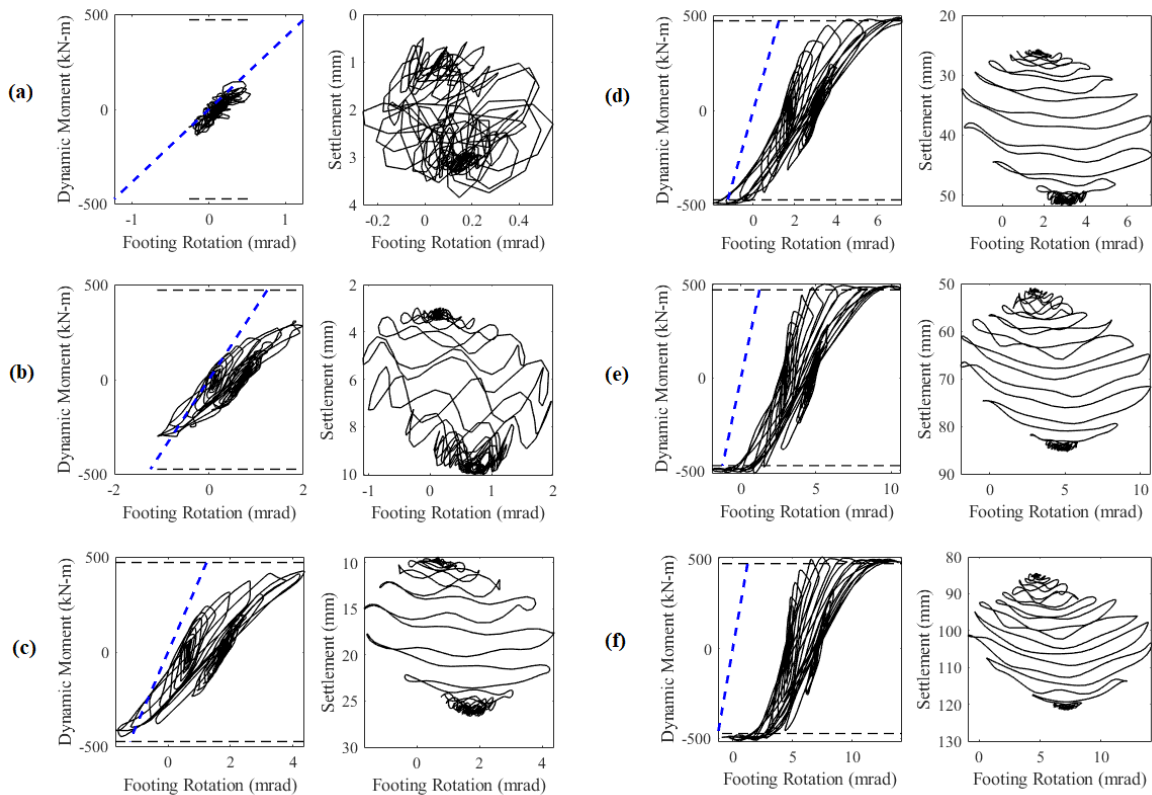 (a)
Dynamic Moment (kN-m)
500
0
-500
-1 0 1
Footing Rotation (mrad)
Settlement (mm)
0
1
2
3
4
-0.2 0 0.2 0.4
Footing Rotation (mrad)
(b)
Dynamic Moment (kN-m)
500
0
-500
-2 0 2
Footing Rotation (mrad)
Settlement (mm)
2
4
6
8
10
-1 0 1 2
Footing Rotation (mrad)
(c)
Dynamic Moment (kN-m)
500
0
-500
0 2 4
Footing Rotation (mrad)
Settlement (mm)
10
15
20
25
30
0 2 4
Footing Rotation (mrad)
(d)
Dynamic Moment (kN-m)
500
0
-500
-2 0 2 4 6
Footing Rotation (mrad)
Settlement (mm)
20
30
40
50
0 2 4 6
Footing Rotation (mrad)
(e)
Dynamic Moment (kN-m)
500
0
-500
0 5 10
Footing Rotation (mrad)
Settlement (mm)
50
60
70
80
90
0 5 10
Footing Rotation (mrad)
(f)
Dynamic Moment (kN-m)
500
0
-500
0 5 10
Footing Rotation (mrad)
Settlement (mm)
80
90
100
110
120
130
0 5 10
Footing Rotation (mrad)